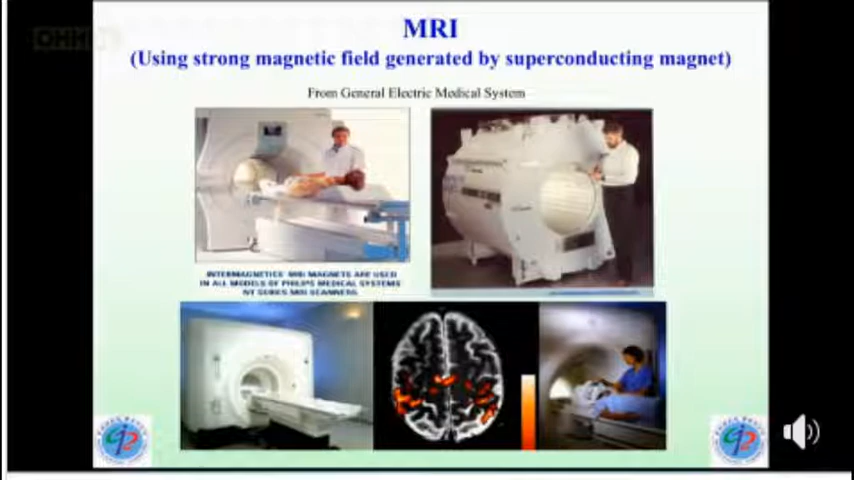 MRI
(Using strong magnetic field generated by superconducting magnet)
From General Electric Medical System
INTERMAGNETICS MRI MAGNETS ARE USED
IN ALL MODELS OF PHILIPS MEDICAL SYSTEMS
NT SERIES MRI SCANNERS